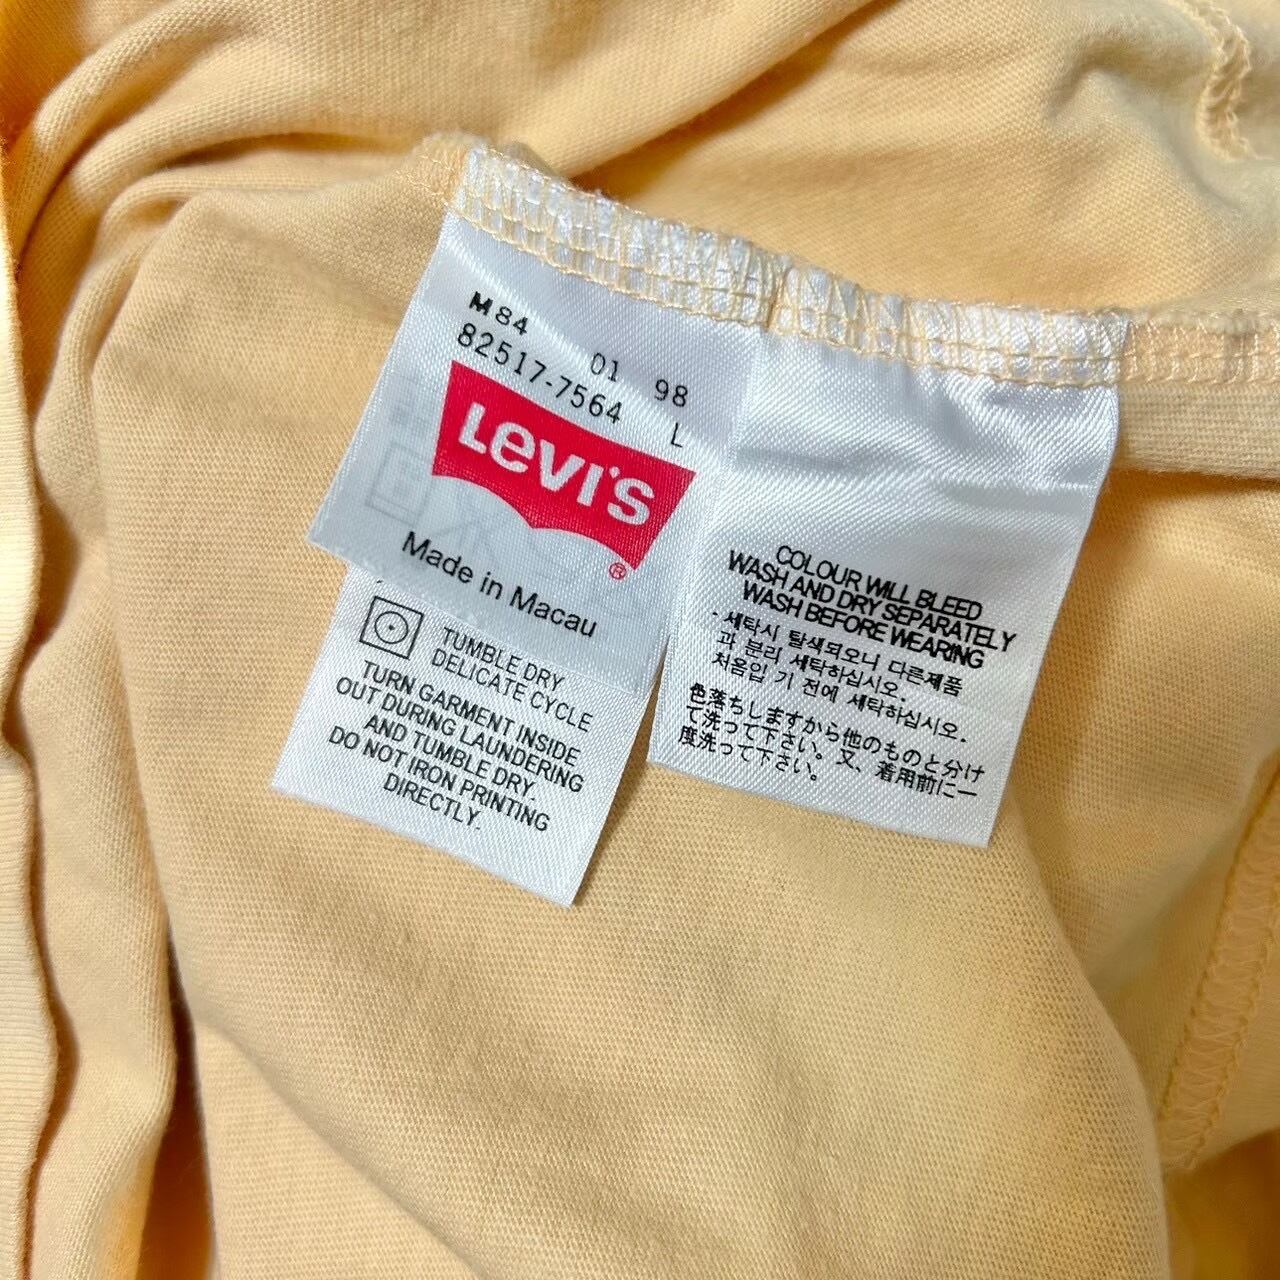 M84 01 98
82517-7564 L
Levi's
®
Made in Macau
TUMBLE DRY
DELICATE CYCLE
TURN GARMENT INSIDE
OUT DURING LAUNDERING
AND TUMBLE DRY.
DO NOT IRON PRINTING
DIRECTLY.
COLOUR WILL BLEED
WASH AND DRY SEPARATELY
WASH BEFORE WEARING
· 세탁시 탈색되오니 다른제품
과 분리 세탁하십시오.
처음입 기 전에 세탁하십시오.
色落ちしますから他のものと分け
て洗って下さい。又、着用前に一
度洗って下さい。